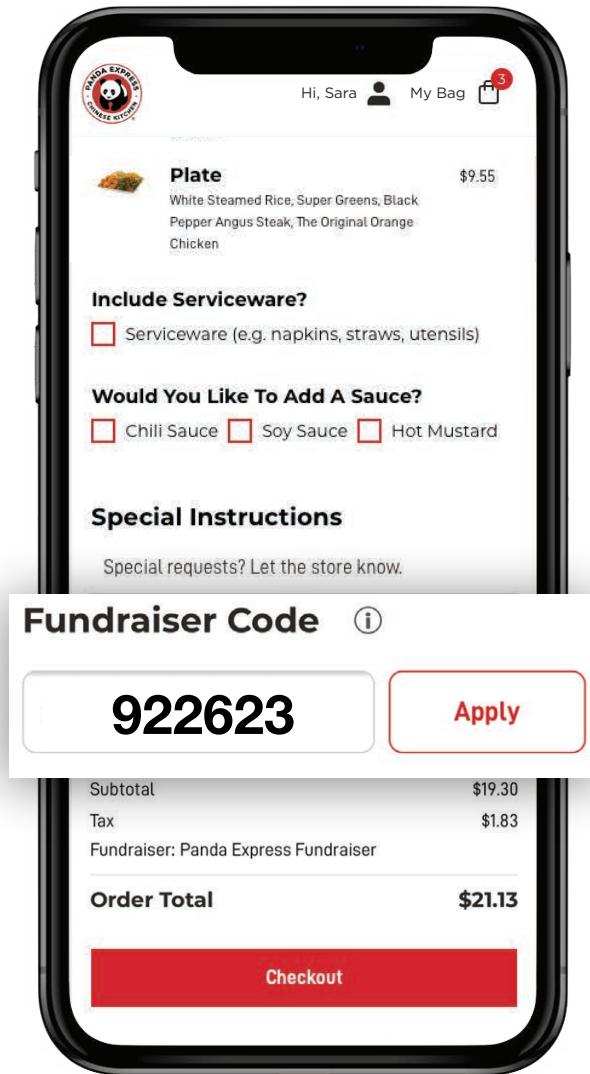 PANDA EXPRESS
CHINESE KITCHEN
Hi, Sara My Bag 3
Plate $9.55
White Steamed Rice, Super Greens, Black
Pepper Angus Steak, The Original Orange
Chicken
Include Serviceware?
Serviceware (e.g. napkins, straws, utensils)
Would You Like To Add A Sauce?
Chili Sauce Soy Sauce Hot Mustard
Special Instructions
Special requests? Let the store know.
Fundraiser Code i
922623 Apply
Subtotal $19.30
Tax $1.83
Fundraiser: Panda Express Fundraiser
Order Total $21.13
Checkout